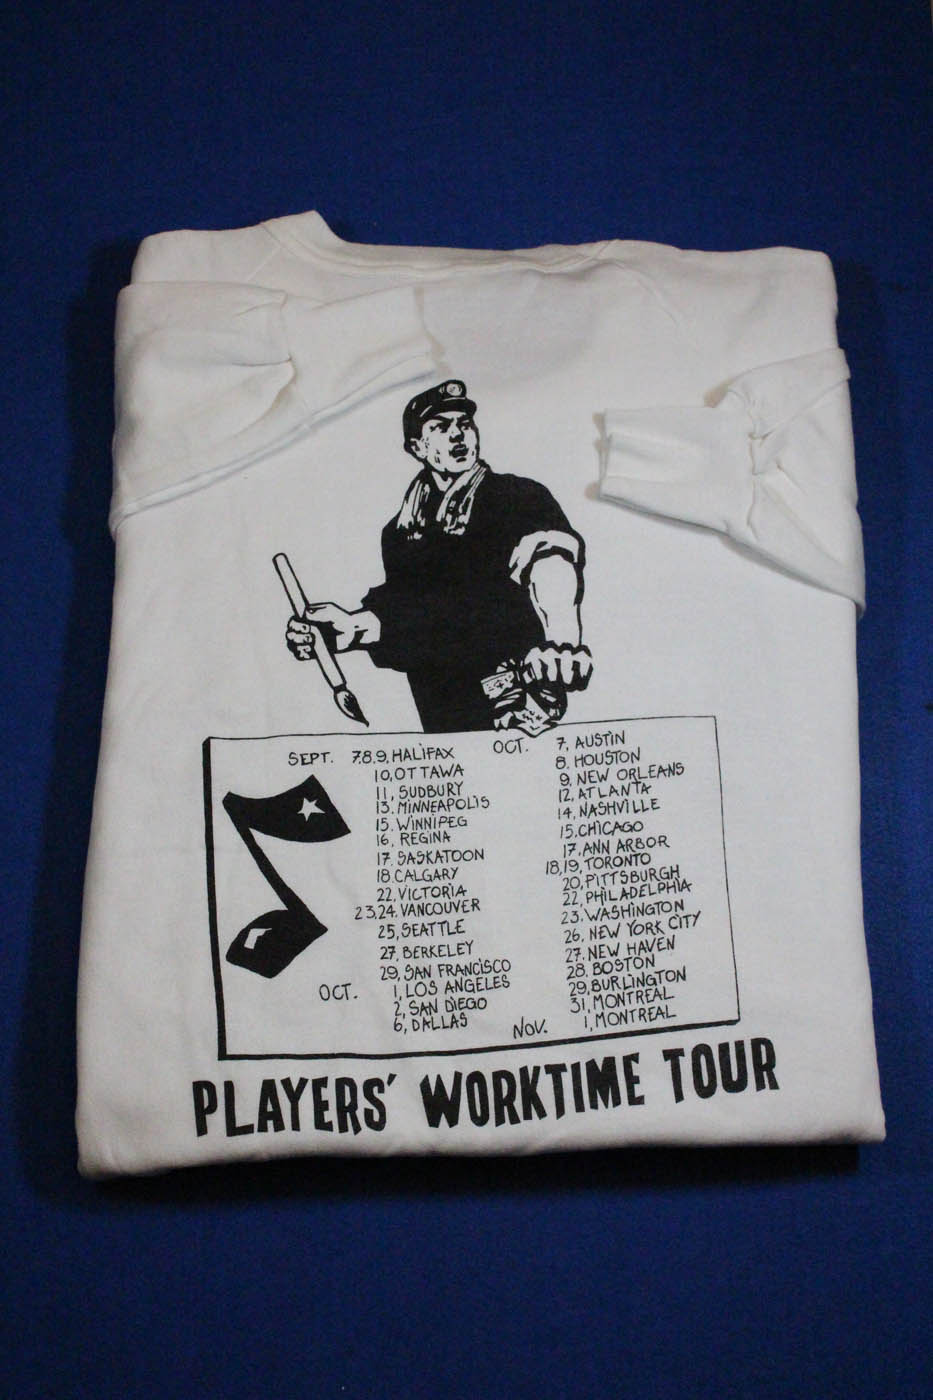 SEPT. 7.8.9, HALIFAX
10, OTTAWA
11, SUDBURY
13. MINNEAPOLIS
15. WINNIPEG
16, REGINA
17. SASKATOON
18. CALGARY
22. VICTORIA
23,24. VANCOUVER
25, SEATTLE
27. BERKELEY
29, SAN FRANCISCO
OCT. 1, LOS ANGELES
2, SAN DIEGO
6, DALLAS
OCT. 7, AUSTIN
8. HOUSTON
9, NEW ORLEANS
12, ATLANTA
14, NASHVILLE
15. CHICAGO
17. ANN ARBOR
18,19, TORONTO
20, PITTSBURGH
22, PHILADELPHIA
23. WASHINGTON
26. NEW YORK CITY
27. NEW HAVEN
28. BOSTON
29, BURLINGTON
31, MONTREAL
NOV. 1, MONTREAL
PLAYERS' WORKTIME TOUR